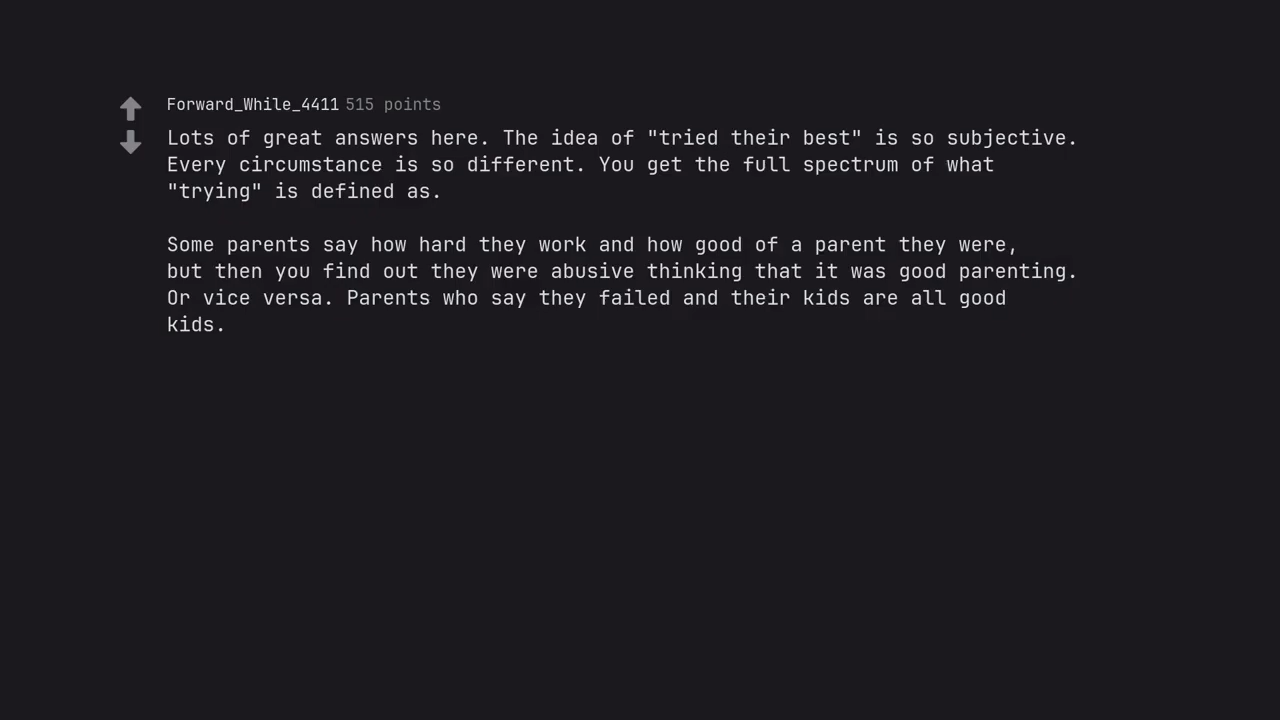 Forward_While_4411 515 points
Lots of great answers here. The idea of "tried their best" is so subjective.
Every circumstance is so different. You get the full spectrum of what
"trying" is defined as.
Some parents say how hard they work and how good of a parent they were,
but then you find out they were abusive thinking that it was good parenting.
Or vice versa. Parents who say they failed and their kids are all good
kids.